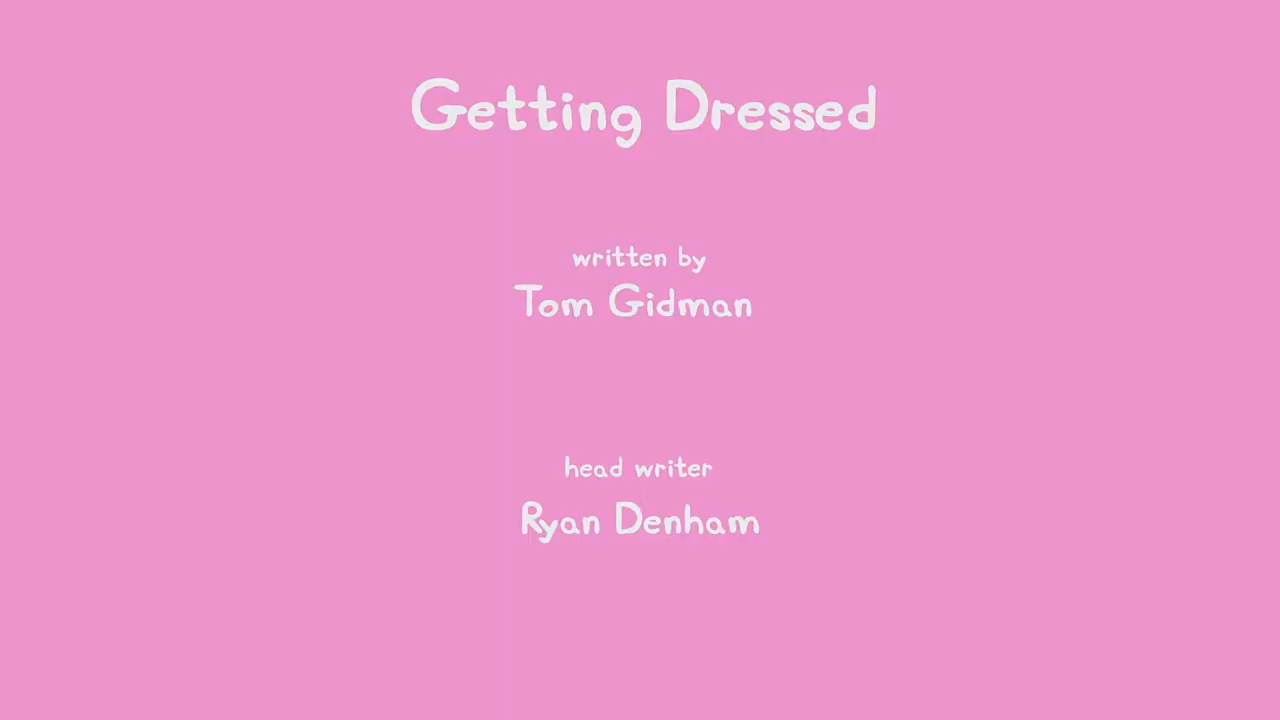 Getting Dressed
written by
Tom Gidman
head writer
Ryan Denham